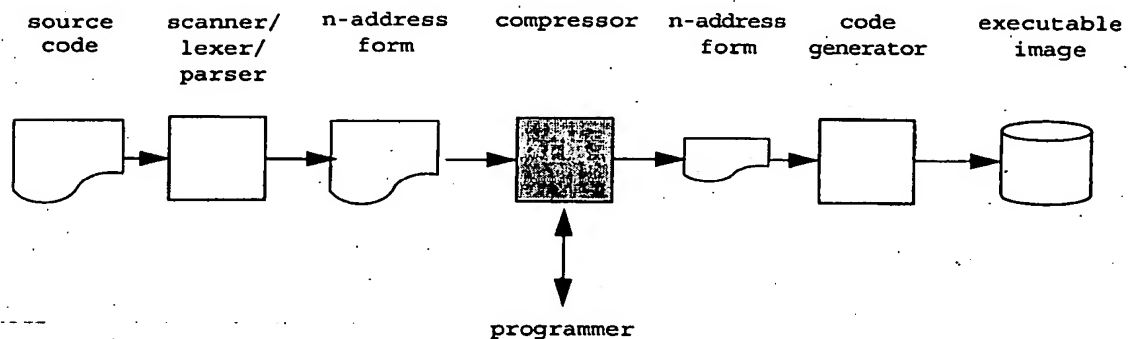 source code
scanner/ lexer/ parser
n-address form
compressor
n-address form
code generator
executable image
programmer